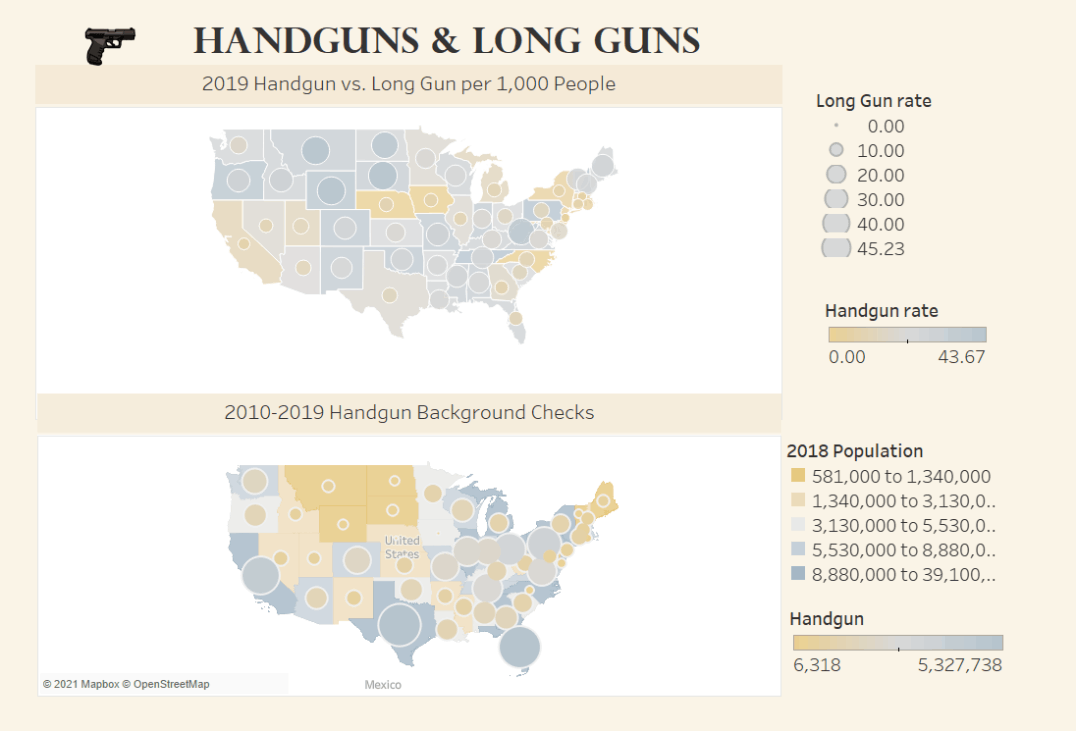 HANDGUNS & LONG GUNS
2019 Handgun vs. Long Gun per 1,000 People
Long Gun rate
0.00
10.00
20.00
30.00
40.00
45.23
Handgun rate
0.00 43.67
2010-2019 Handgun Background Checks
United
States
Mexico
© 2021 Mapbox © OpenStreetMap
2018 Population
581,000 to 1,340,000
1,340,000 to 3,130,0..
3,130,000 to 5,530,0..
5,530,000 to 8,880,0..
8,880,000 to 39,100,..
Handgun
6,318 5,327,738